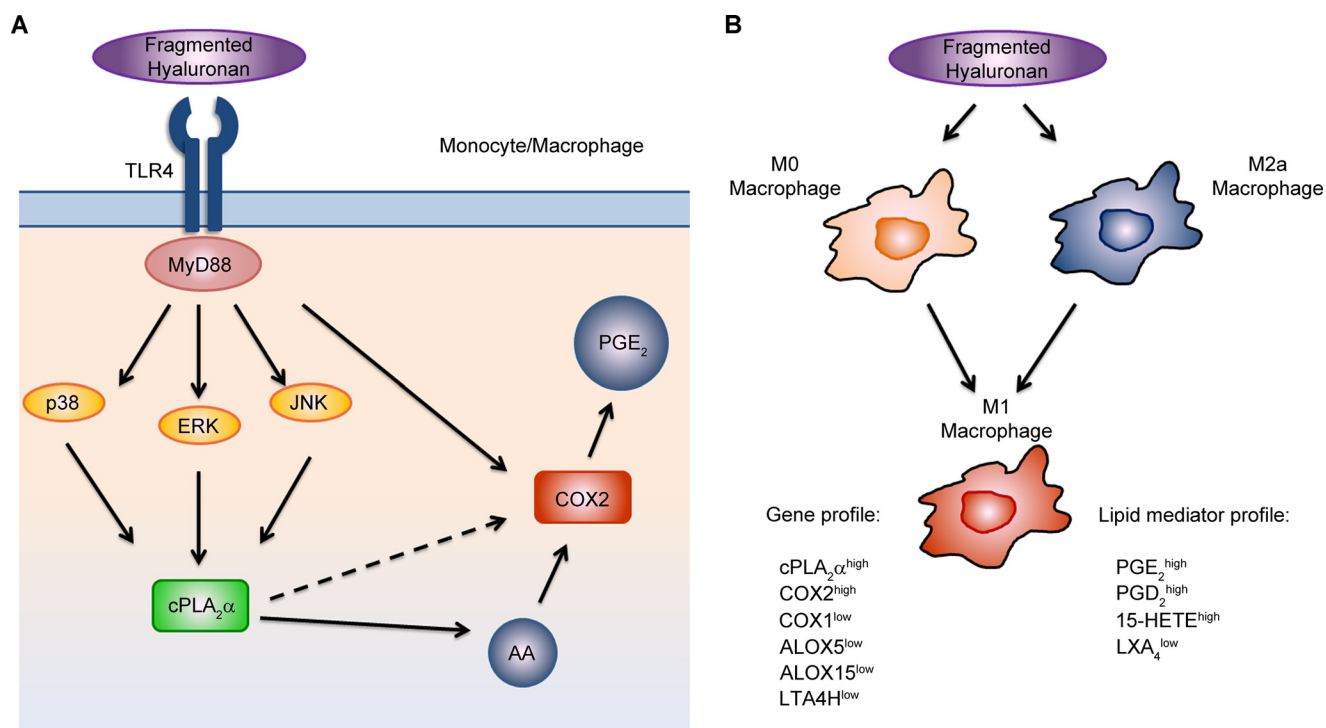 A
Fragmented
Hyaluronan
TLR4
Monocyte/Macrophage
MyD88
PGE₂
p38
ERK
JNK
COX2
cPLA₂α
AA
B
Fragmented
Hyaluronan
M0
Macrophage
M2a
Macrophage
M1
Macrophage
Gene profile:
cPLA₂αʰⁱᵍʰ
COX2ʰⁱᵍʰ
COX1ˡᵒʷ
ALOX5ˡᵒʷ
ALOX15ˡᵒʷ
LTA4Hˡᵒʷ
Lipid mediator profile:
PGE₂ʰⁱᵍʰ
PGD₂ʰⁱᵍʰ
15-HETEʰⁱᵍʰ
LXA₄ˡᵒʷ